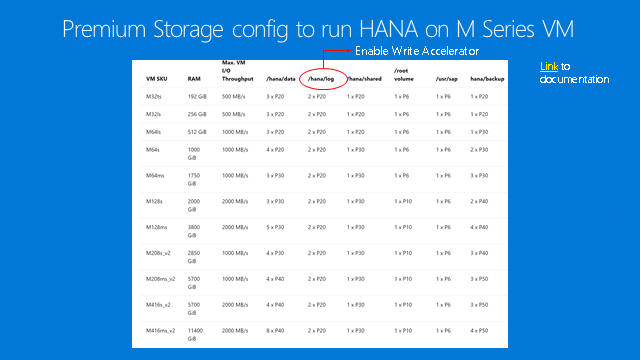 Premium Storage config to run HANA on M Series VM
Enable Write Accelerator
Link to
documentation
Max. VM
I/O
VM SKU RAM Throughput /hana/data /hana/log /hana/shared /root volume /usr/sap hana/backup
M32ts 192 GiB 500 MB/s 3 x P20 2 x P20 1 x P20 1 x P6 1 x P6 1 x P20
M32ls 256 GiB 500 MB/s 3 x P20 2 x P20 1 x P20 1 x P6 1 x P6 1 x P20
M64ls 512 GiB 1000 MB/s 3 x P20 2 x P20 1 x P20 1 x P6 1 x P6 1 x P30
M64s 1000 GiB 1000 MB/s 4 x P20 2 x P20 1 x P30 1 x P6 1 x P6 2 x P30
M64ms 1750 GiB 1000 MB/s 3 x P30 2 x P20 1 x P30 1 x P6 1 x P6 3 x P30
M128s 2000 GiB 2000 MB/s 3 x P30 2 x P20 1 x P30 1 x P10 1 x P6 2 x P40
M128ms 3800 GiB 2000 MB/s 5 x P30 2 x P20 1 x P30 1 x P10 1 x P6 4 x P40
M208s_v2 2850 GiB 1000 MB/s 4 x P30 2 x P20 1 x P30 1 x P10 1 x P6 3 x P40
M208ms_v2 5700 GiB 1000 MB/s 4 x P40 2 x P20 1 x P30 1 x P10 1 x P6 3 x P50
M416s_v2 5700 GiB 2000 MB/s 4 x P40 2 x P20 1 x P30 1 x P10 1 x P6 3 x P50
M416ms_v2 11400 GiB 2000 MB/s 8 x P40 2 x P20 1 x P30 1 x P10 1 x P6 4 x P50